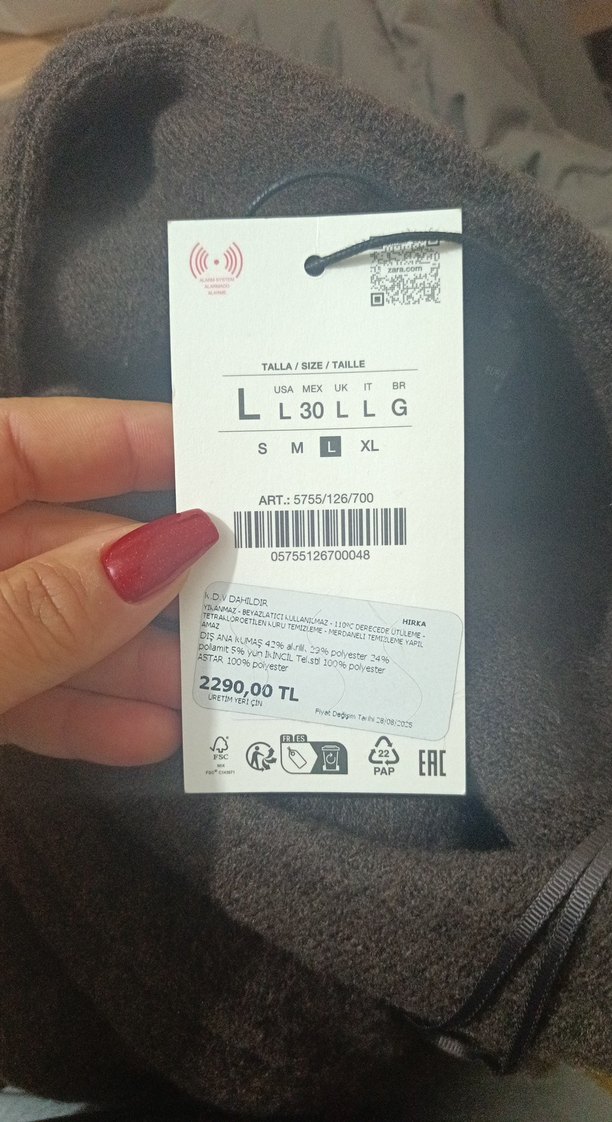 ALARM SYSTEM
ALARMADO
ALARME
zara.com
TALLA / SIZE / TAILLE
USA MEX UK IT BR
L L 30 L L G
S M L XL
ART.: 5755/126/700
05755126700048
K.D.V DAHİLDİR
HIRKA
YIKANMAZ - BEYAZLATICI KULLANILMAZ - 110ºC DERECEDE ÜTÜLEME -
TETRAKLOROETİLEN KURU TEMİZLEME - MERDANELİ TEMİZLEME YAPIL
AMAZ
DIŞ ANA KUMAŞ 42% akrilik, 29% polyester 24%
poliamit 5% yün İKİNCİL Tekstil 100% polyester
ASTAR 100% polyester
2290,00 TL
ÜRETİM YERİ ÇİN
Fiyat Değişim Tarihi 28/08/2025
FR ES
FSC
MIX
22
PAP
EAC